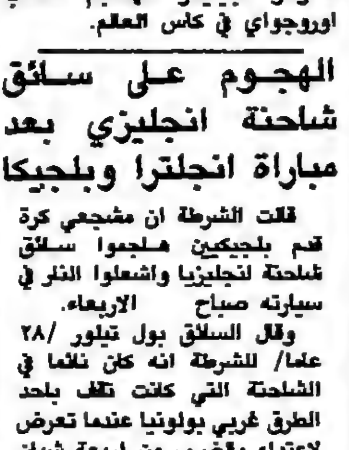 اوروجواي في كاس العالم.
الهجوم على سائق
شاحنة انجليزي بعد
مباراة انجلترا وبلجيكا
قالت الشرطة ان مشجعي كرة
قدم بلجيكيين هاجموا سائق
شاحنة انجليزيا واشعلوا النار في
سيارته صباح الاربعاء.
وقال السائق بول تيلور /٢٨
عاما/ للشرطة انه كان نائما في
الشاحنة التي كانت تقف باحد
الطرق غربي بولونيا عندما تعرض